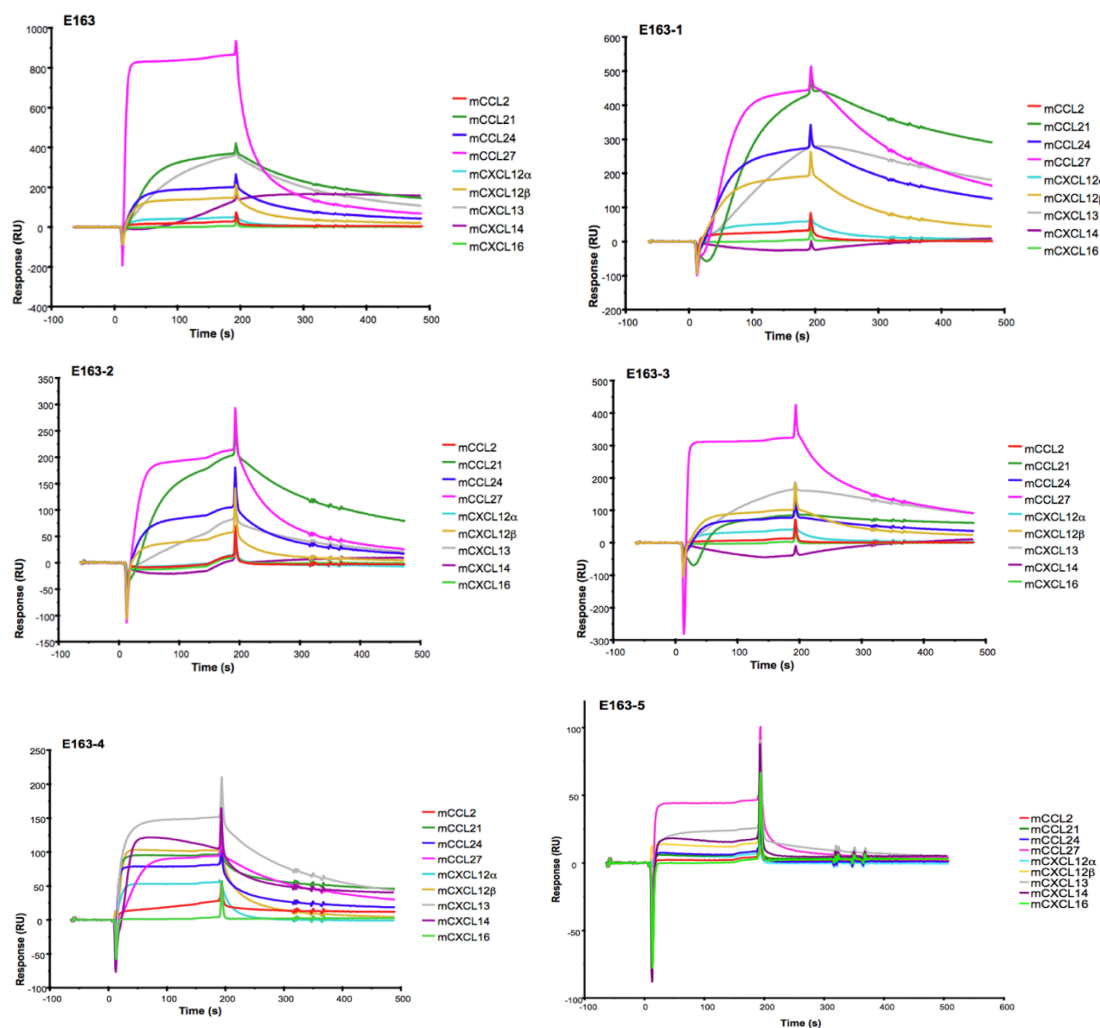 E163
1000
800
600
400
200
0
-200
-400
-100
0
100
200
300
400
500
Response (RU)
Time (s)
mCCL2
mCCL21
mCCL24
mCCL27
mCXCL12α
mCXCL12β
mCXCL13
mCXCL14
mCXCL16
E163-1
600
500
400
300
200
100
0
-100
-200
-100
0
100
200
300
400
500
Response (RU)
Time (s)
mCCL2
mCCL21
mCCL24
mCCL27
mCXCL12α
mCXCL12β
mCXCL13
mCXCL14
mCXCL16
E163-2
350
300
250
200
150
100
50
0
-50
-100
-150
-100
0
100
200
300
400
500
Response (RU)
Time (s)
mCCL2
mCCL21
mCCL24
mCCL27
mCXCL12α
mCXCL12β
mCXCL13
mCXCL14
mCXCL16
E163-3
500
400
300
200
100
0
-100
-200
-300
-100
0
100
200
300
400
500
Response (RU)
Time (s)
mCCL2
mCCL21
mCCL24
mCCL27
mCXCL12α
mCXCL12β
mCXCL13
mCXCL14
mCXCL16
E163-4
250
200
150
100
50
0
-50
-100
-100
0
100
200
300
400
500
Response (RU)
Time (s)
mCCL2
mCCL21
mCCL24
mCCL27
mCXCL12α
mCXCL12β
mCXCL13
mCXCL14
mCXCL16
E163-5
100
50
0
-50
-100
-100
0
100
200
300
400
500
600
Response (RU)
Time (s)
mCCL2
mCCL21
mCCL24
mCCL27
mCXCL12α
mCXCL12β
mCXCL13
mCXCL14
mCXCL16